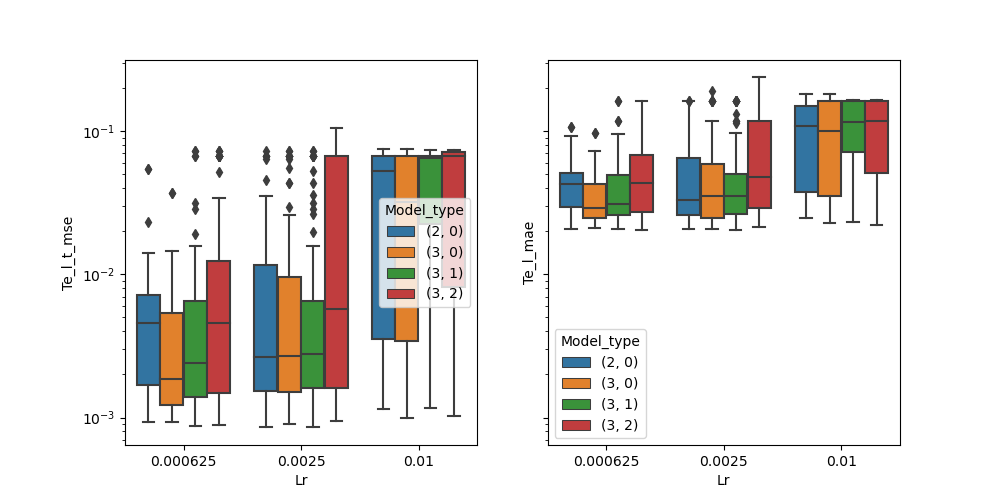 Te_l_t_mse
10⁻¹
10⁻²
10⁻³
0.000625
0.0025
0.01
Lr
Model_type
(2, 0)
(3, 0)
(3, 1)
(3, 2)
Te_l_mae
0.000625
0.0025
0.01
Lr
Model_type
(2, 0)
(3, 0)
(3, 1)
(3, 2)